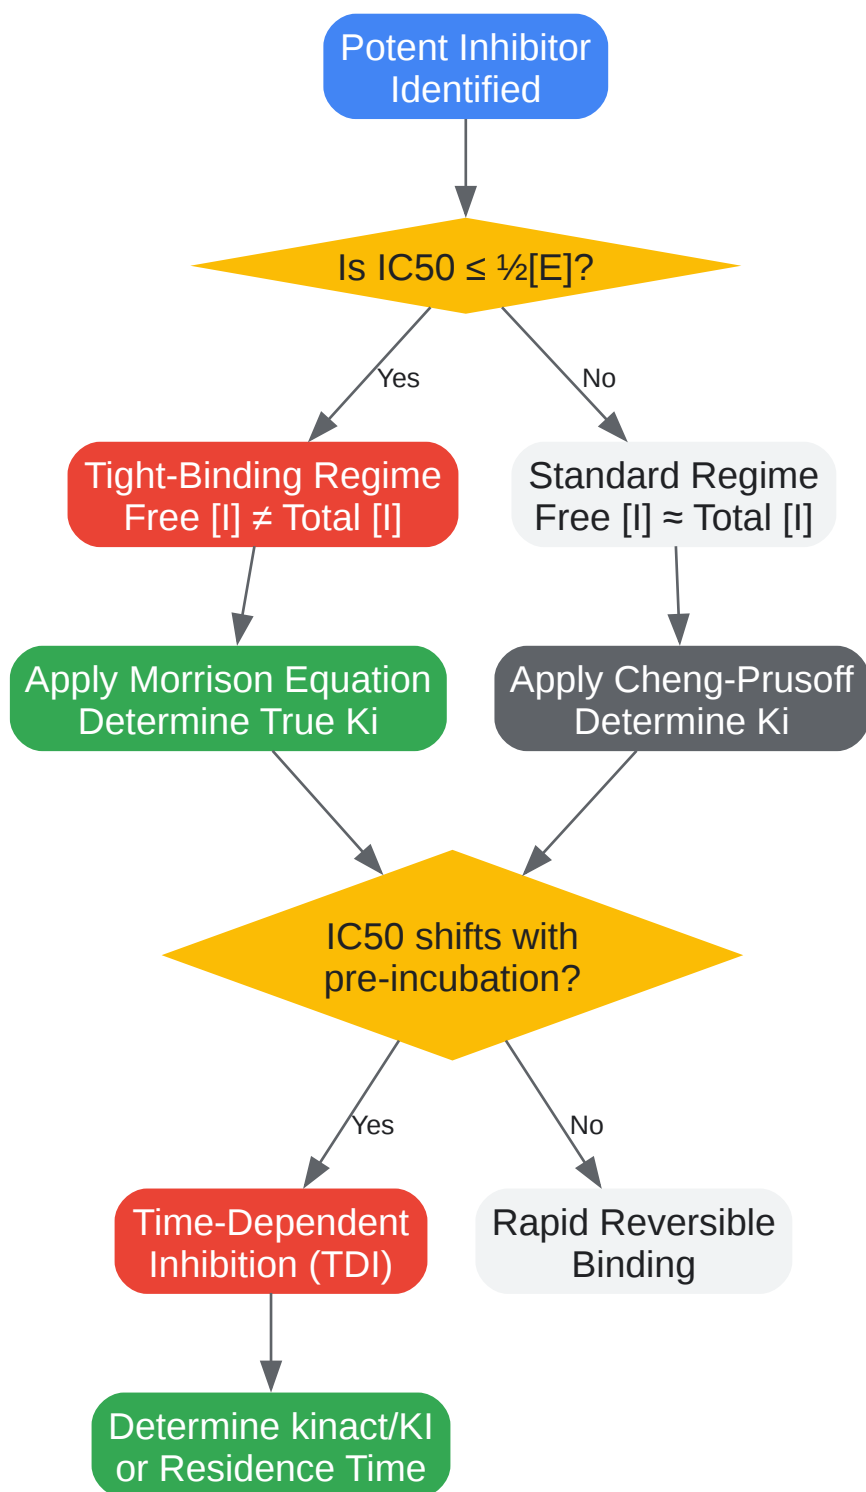 Potent Inhibitor
Identified
Is IC50 ≤ ½[E]?
Yes
No
Tight-Binding Regime
Free [I] ≠ Total [I]
Standard Regime
Free [I] ≈ Total [I]
Apply Morrison Equation
Determine True Ki
Apply Cheng-Prusoff
Determine Ki
IC50 shifts with
pre-incubation?
Yes
No
Time-Dependent
Inhibition (TDI)
Rapid Reversible
Binding
Determine kinact/KI
or Residence Time